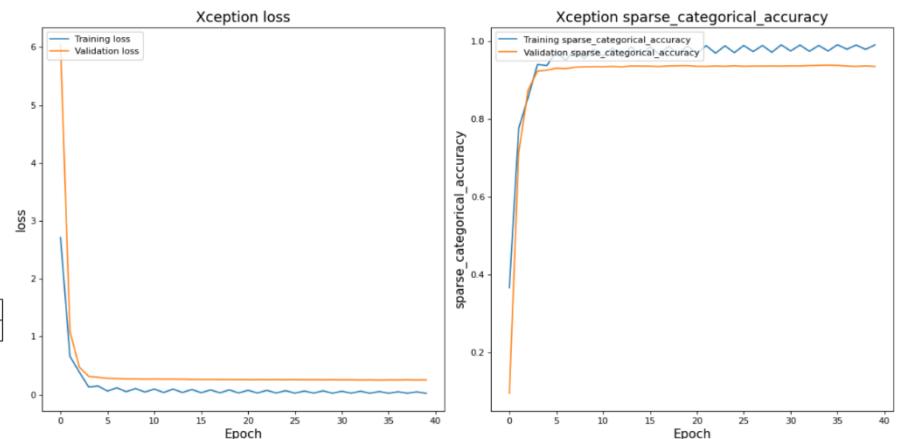 Xception loss
Training loss
Validation loss
6
5
4
3
2
1
0
loss
0 5 10 15 20 25 30 35 40
Epoch
Xception sparse_categorical_accuracy
Training sparse_categorical_accuracy
Validation sparse_categorical_accuracy
1.0
0.8
0.6
0.4
0.2
sparse_categorical_accuracy
0 5 10 15 20 25 30 35 40
Epoch